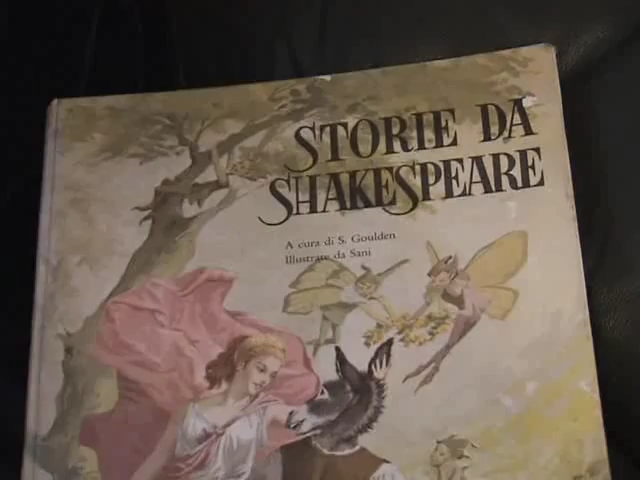 STORIE DA
SHAKESPEARE
A cura di S. Goulden
Illustrate da Sani